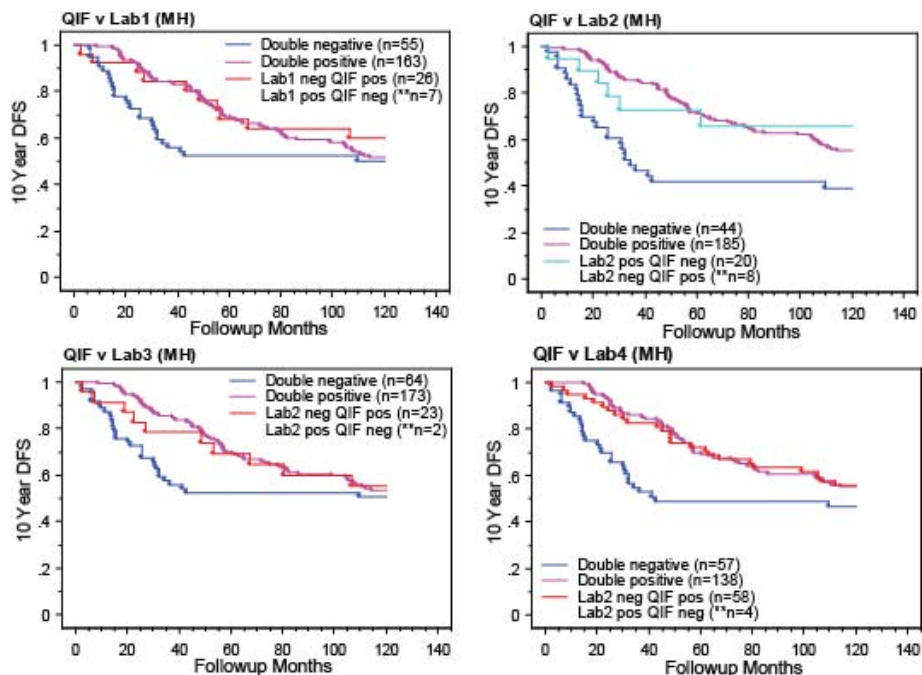 QIF v Lab1 (MH)
10 Year DFS
1
.8
.6
.4
.2
0
Double negative (n=55)
Double positive (n=163)
Lab1 neg QIF pos (n=26)
Lab1 pos QIF neg (**n=7)
0 20 40 60 80 100 120 140
Followup Months
QIF v Lab2 (MH)
10 Year DFS
1
.8
.6
.4
.2
0
Double negative (n=44)
Double positive (n=185)
Lab2 pos QIF neg (n=20)
Lab2 neg QIF pos (**n=8)
0 20 40 60 80 100 120 140
Followup Months
QIF v Lab3 (MH)
10 Year DFS
1
.8
.6
.4
.2
0
Double negative (n=64)
Double positive (n=173)
Lab2 neg QIF pos (n=23)
Lab2 pos QIF neg (**n=2)
0 20 40 60 80 100 120 140
Followup Months
QIF v Lab4 (MH)
10 Year DFS
1
.8
.6
.4
.2
0
Double negative (n=57)
Double positive (n=138)
Lab2 neg QIF pos (n=58)
Lab2 pos QIF neg (**n=4)
0 20 40 60 80 100 120 140
Followup Months